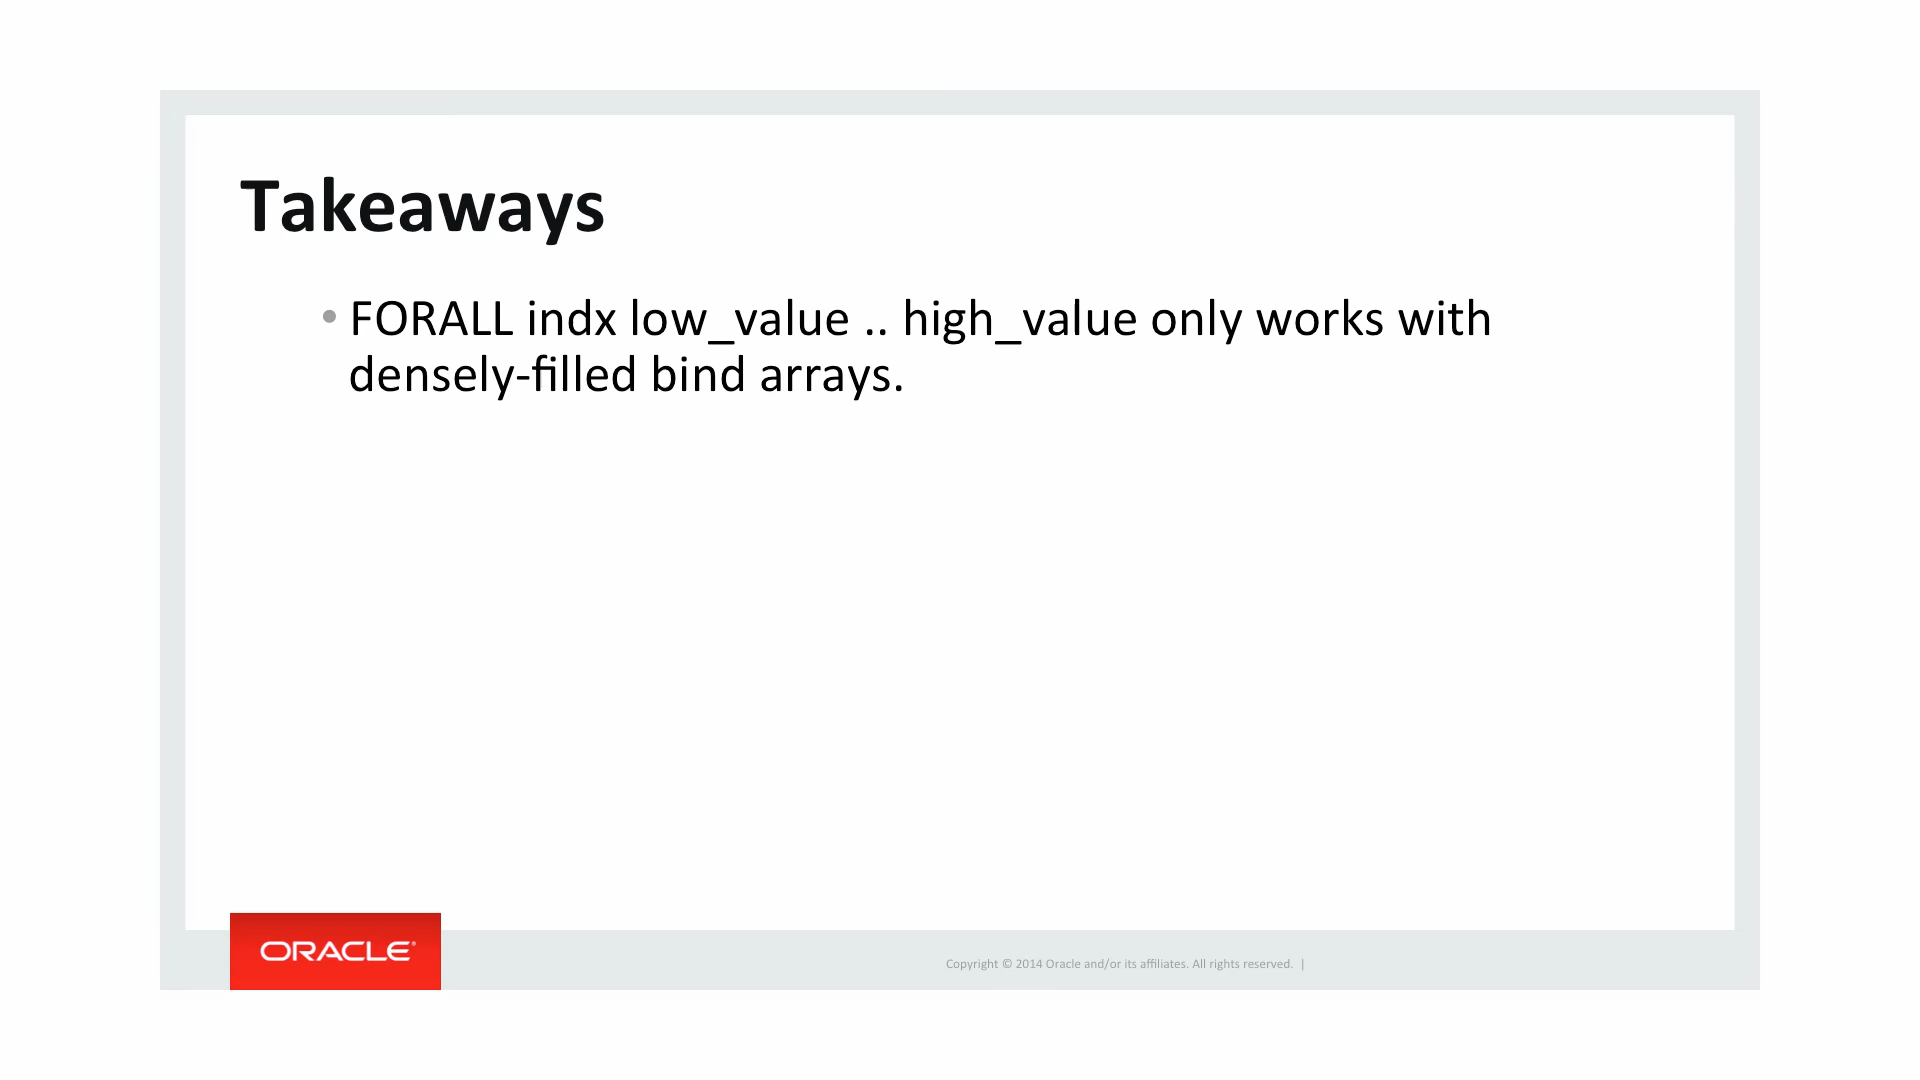 Takeaways
• FORALL indx low_value .. high_value only works with
densely-filled bind arrays.
ORACLE®
Copyright © 2014 Oracle and/or its affiliates. All rights reserved. |